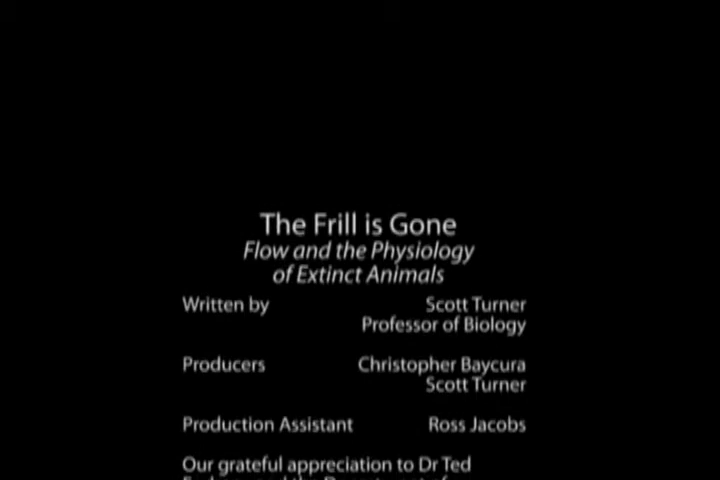 The Frill is Gone
Flow and the Physiology
of Extinct Animals
Written by Scott Turner
Professor of Biology
Producers Christopher Baycura
Scott Turner
Production Assistant Ross Jacobs
Our grateful appreciation to Dr Ted